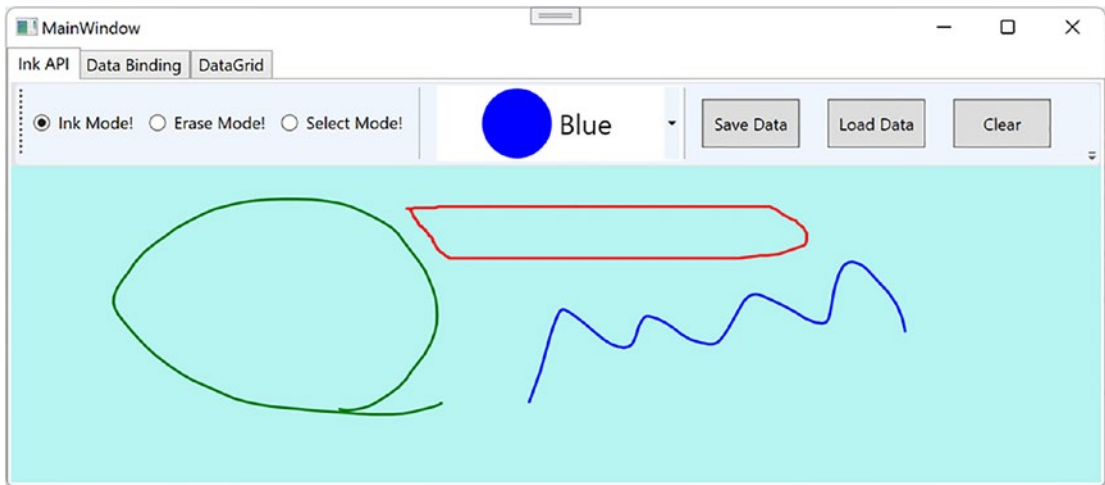 MainWindow
Ink API Data Binding DataGrid
Ink Mode! Erase Mode! Select Mode! Blue Save Data Load Data Clear